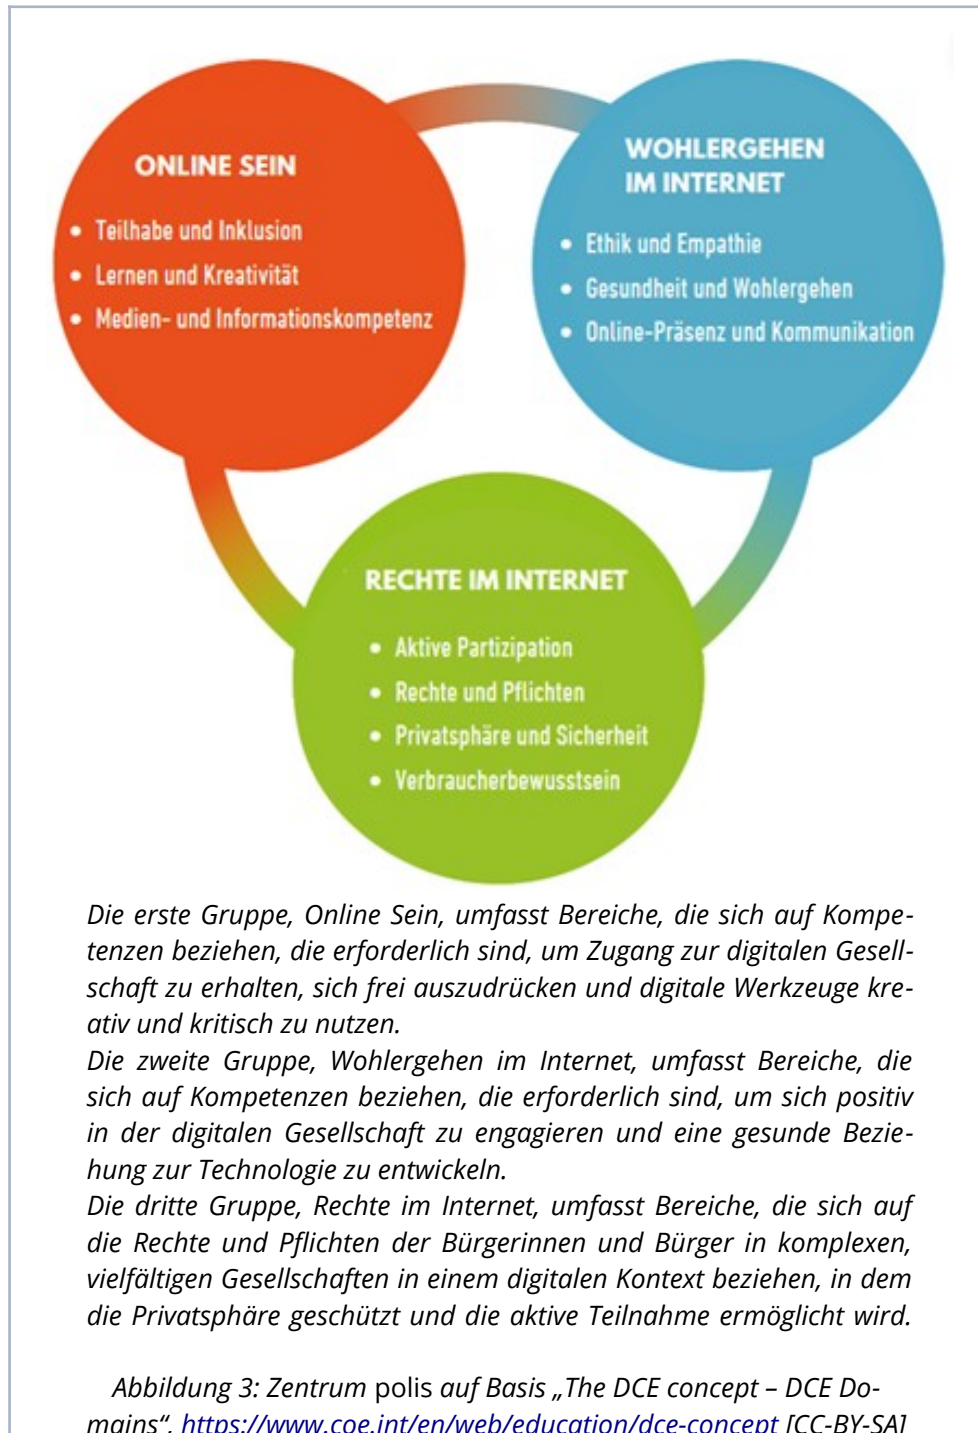 ONLINE SEIN
• Teilhabe und Inklusion
• Lernen und Kreativität
• Medien- und Informationskompetenz
WOHLERGEHEN
IM INTERNET
• Ethik und Empathie
• Gesundheit und Wohlergehen
• Online-Präsenz und Kommunikation
RECHTE IM INTERNET
• Aktive Partizipation
• Rechte und Pflichten
• Privatsphäre und Sicherheit
• Verbraucherbewusstsein
Die erste Gruppe, Online Sein, umfasst Bereiche, die sich auf Kompe-
tenzen beziehen, die erforderlich sind, um Zugang zur digitalen Gesell-
schaft zu erhalten, sich frei auszudrücken und digitale Werkzeuge kre-
ativ und kritisch zu nutzen.
Die zweite Gruppe, Wohlergehen im Internet, umfasst Bereiche, die
sich auf Kompetenzen beziehen, die erforderlich sind, um sich positiv
in der digitalen Gesellschaft zu engagieren und eine gesunde Bezie-
hung zur Technologie zu entwickeln.
Die dritte Gruppe, Rechte im Internet, umfasst Bereiche, die sich auf
die Rechte und Pflichten der Bürgerinnen und Bürger in komplexen,
vielfältigen Gesellschaften in einem digitalen Kontext beziehen, in dem
die Privatsphäre geschützt und die aktive Teilnahme ermöglicht wird.
Abbildung 3: Zentrum polis auf Basis „The DCE concept – DCE Do-
mains“, https://www.coe.int/en/web/education/dce-concept [CC-BY-SA]